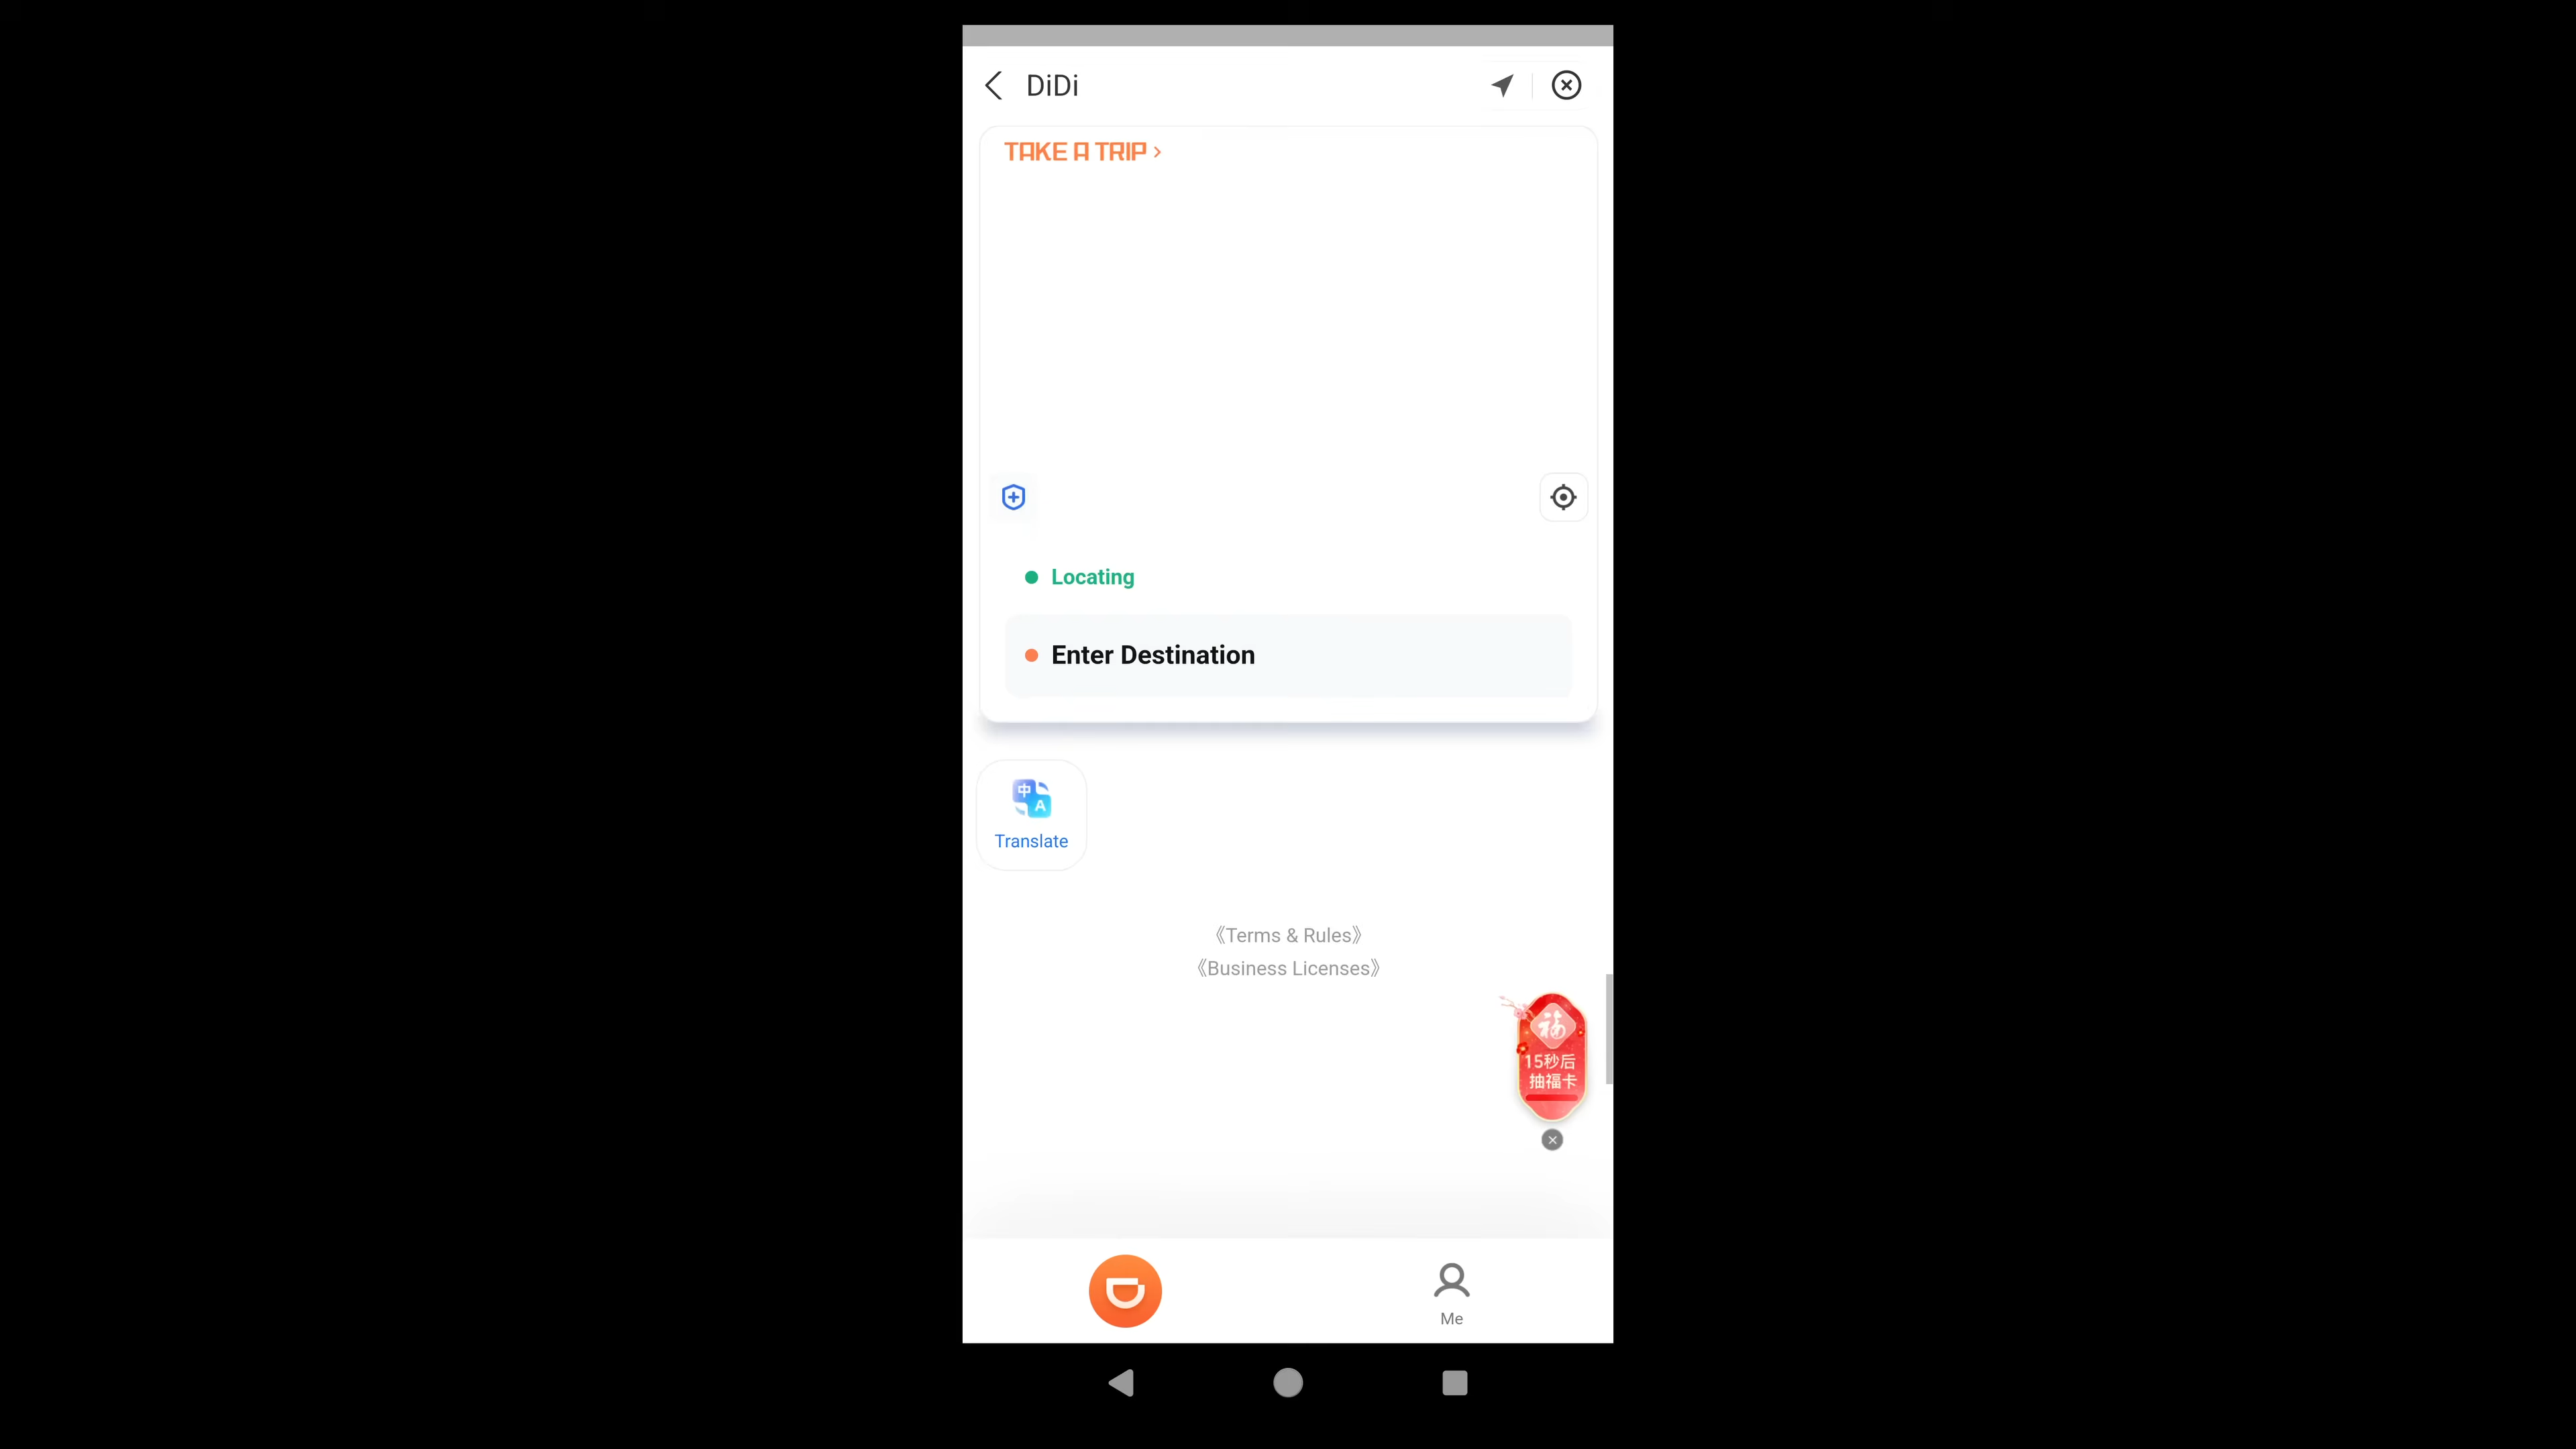 DiDi
TAKE A TRIP >
Locating
Enter Destination
中
A
Translate
《Terms & Rules》
《Business Licenses》
福
15秒后
抽福卡
Me